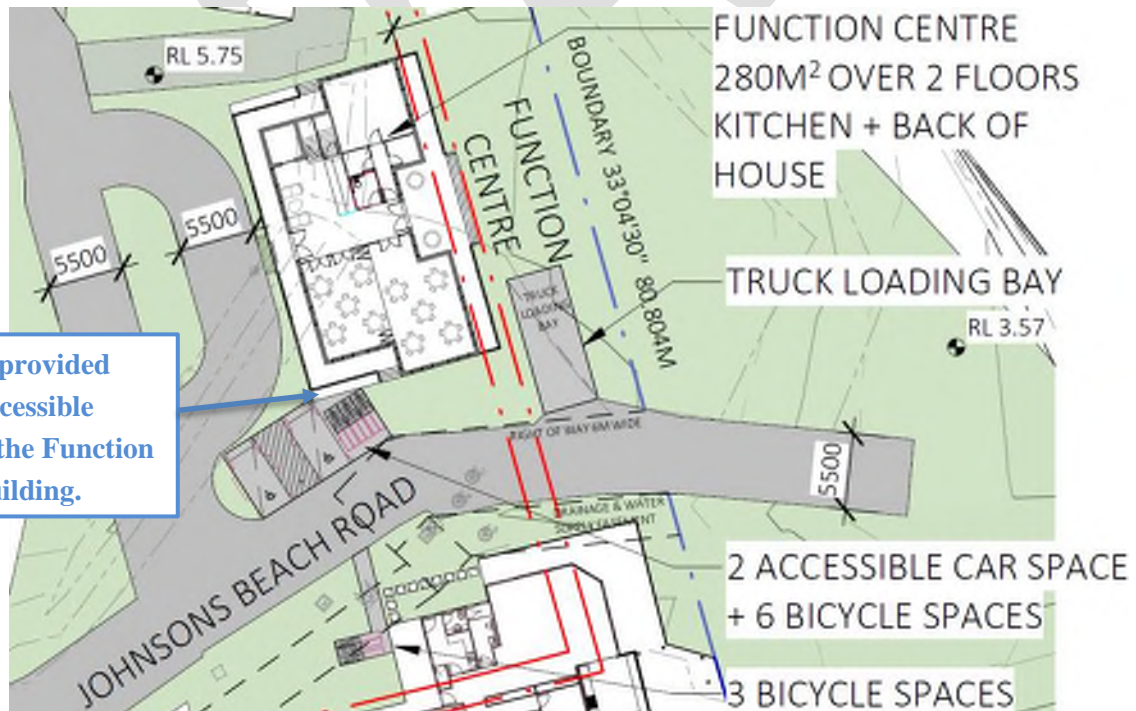 FUNCTION CENTRE
280M² OVER 2 FLOORS
KITCHEN + BACK OF
HOUSE
RL 5.75
BOUNDARY 33°04'30" 80.804M
FUNCTION
CENTRE
5500
5500
TRUCK
LOADING
BAY
TRUCK LOADING BAY
RL 3.57
provided
ccessible
the Function
uilding.
RIGHT OF WAY 6M WIDE
5500
JOHNSONS BEACH ROAD
DRAINAGE & WATER
SUPPLY EASEMENT
2 ACCESSIBLE CAR SPACE
+ 6 BICYCLE SPACES
3 BICYCLE SPACES